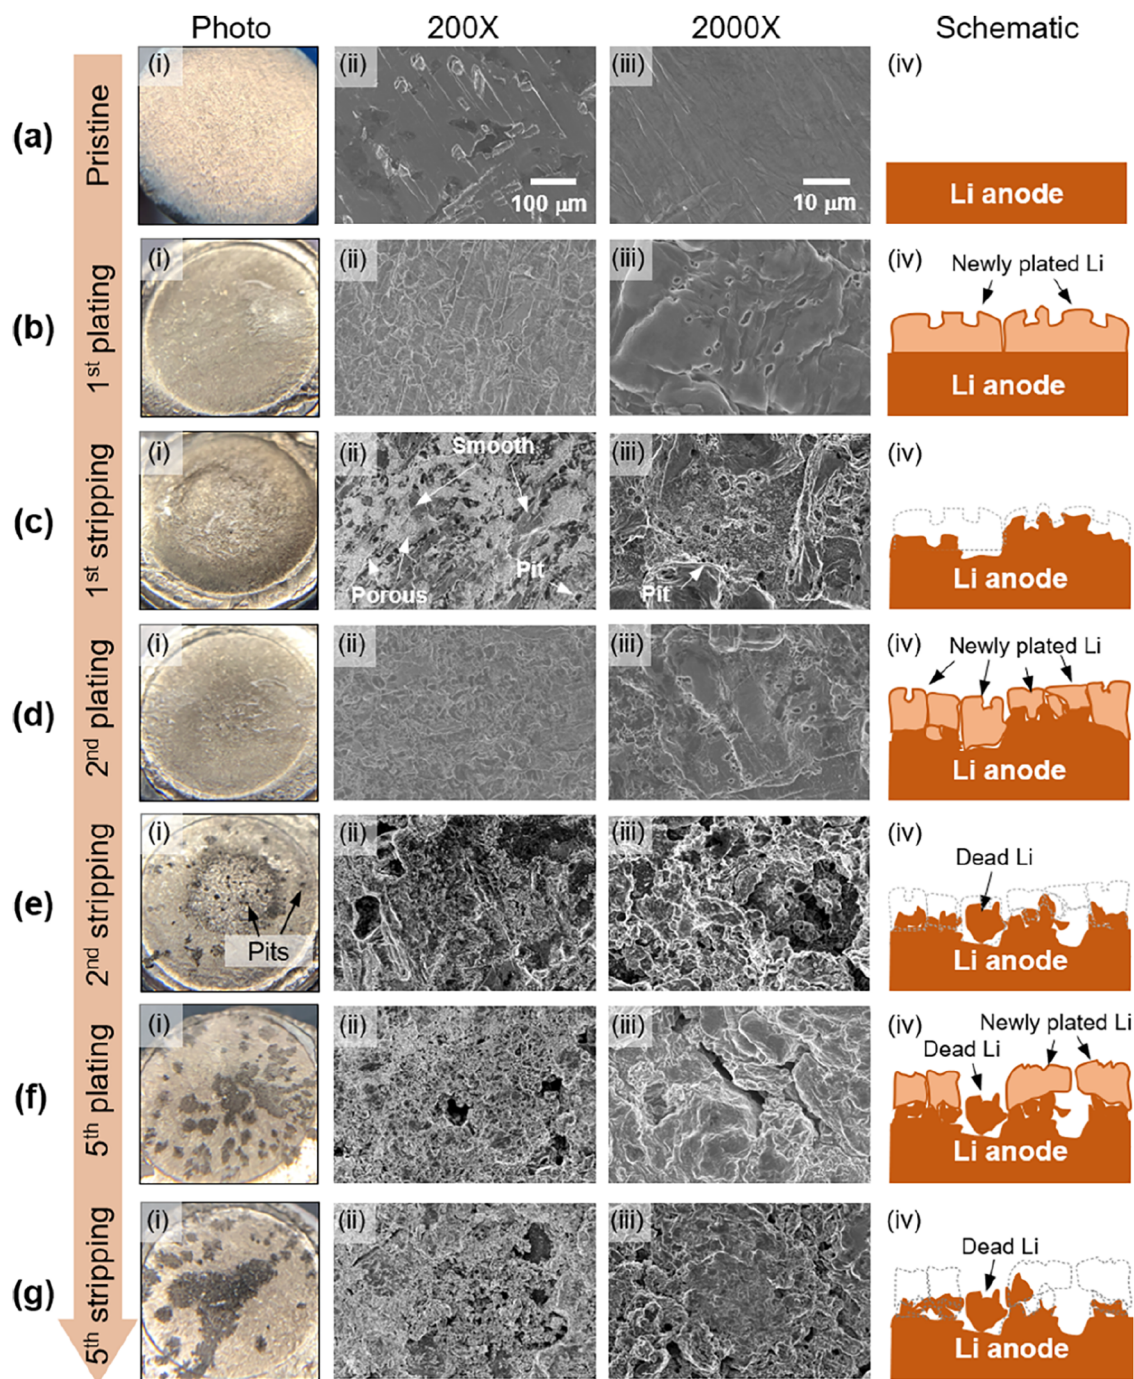 Photo 200X 2000X Schematic
(a) Pristine (i) (ii) (iii) (iv)
100 μm 10 μm
Li anode
(b) 1st plating (i) (ii) (iii) (iv)
Newly plated Li
Li anode
(c) 1st stripping (i) (ii) (iii) (iv)
Smooth
Porous
Pit
Pit
Li anode
(d) 2nd plating (i) (ii) (iii) (iv)
Newly plated Li
Li anode
(e) 2nd stripping (i) (ii) (iii) (iv)
Pits
Dead Li
Li anode
(f) 5th plating (i) (ii) (iii) (iv)
Newly plated Li
Dead Li
Li anode
(g) 5th stripping (i) (ii) (iii) (iv)
Dead Li
Li anode